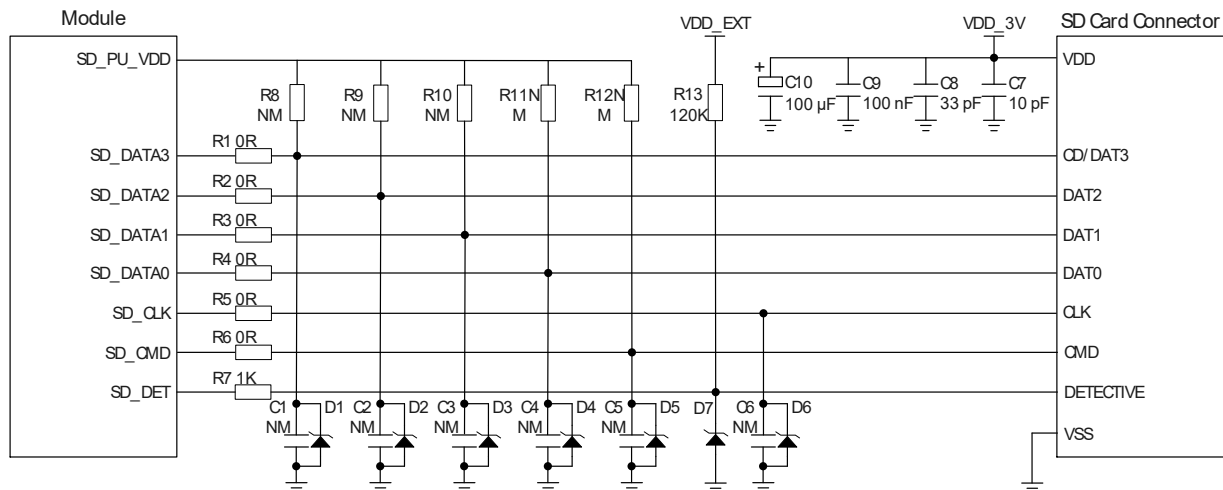 Module
VDD_EXT
VDD_3V
SD Card Connector
SD_PU_VDD
VDD
R8
NM
R9
NM
R10
NM
R11N
M
R12N
M
R13
120K
+
C10
100 µF
C9
100 nF
C8
33 pF
C7
10 pF
SD_DATA3
R1 0R
CD/DAT3
SD_DATA2
R2 0R
DAT2
SD_DATA1
R3 0R
DAT1
SD_DATA0
R4 0R
DAT0
SD_CLK
R5 0R
CLK
SD_CMD
R6 0R
CMD
SD_DET
R7 1K
DETECTIVE
C1
NM
D1
C2
NM
D2
C3
NM
D3
C4
NM
D4
C5
NM
D5
D7
C6
NM
D6
VSS